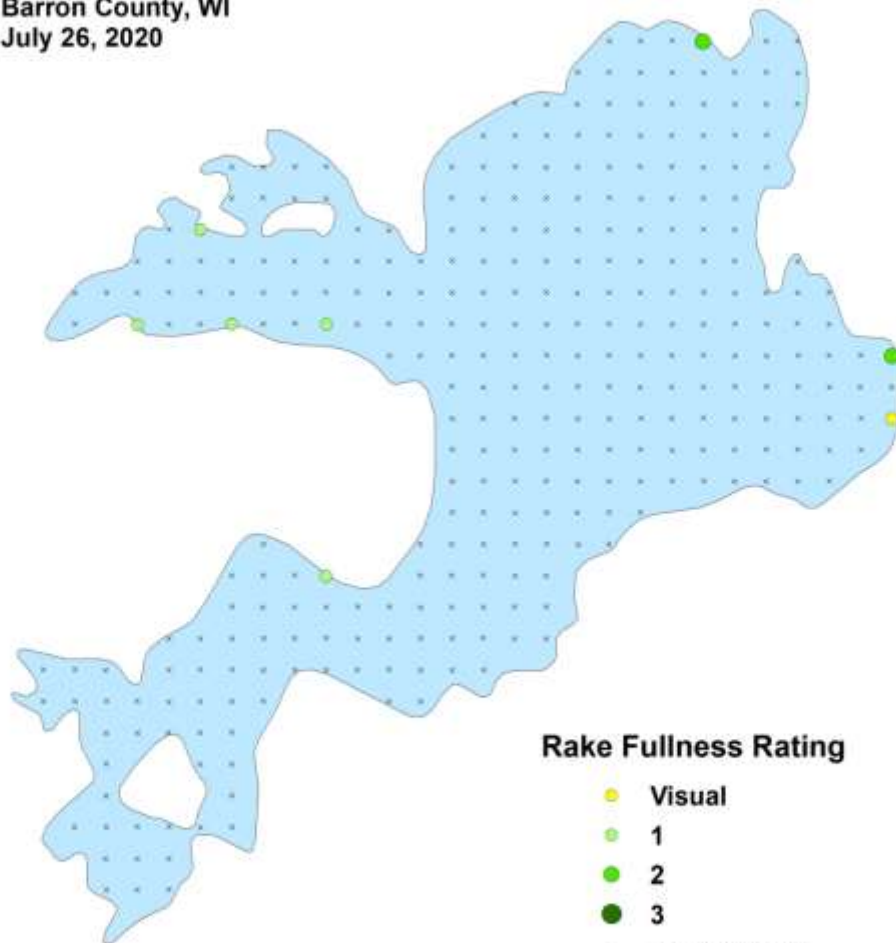 Barron County, WI
July 26, 2020
Rake Fullness Rating
Visual
1
2
3